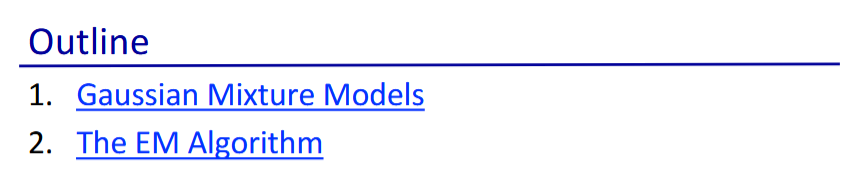 Outline
1. Gaussian Mixture Models
2. The EM Algorithm